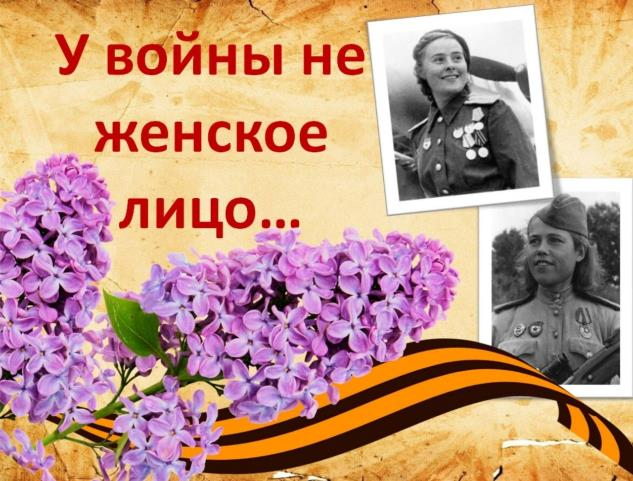 У войны не
женское
лицо...